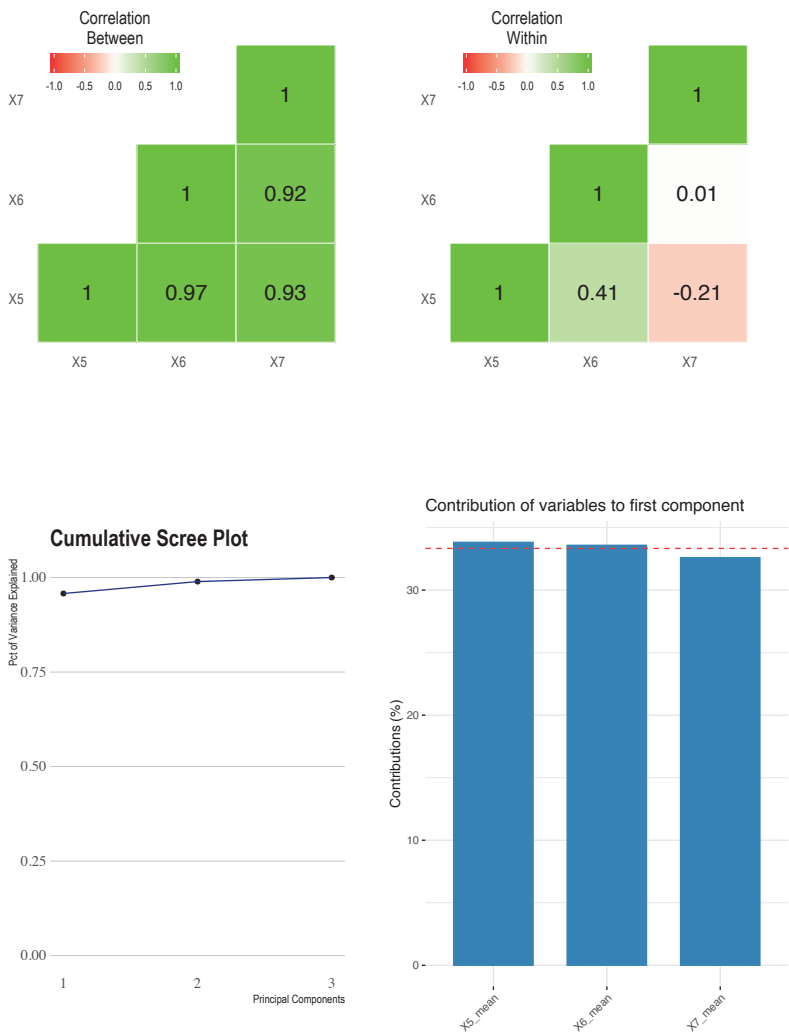 Correlation
Between
-1.0 -0.5 0.0 0.5 1.0
X7
1
X6
1 0.92
X5
1 0.97 0.93
X5 X6 X7
Correlation
Within
-1.0 -0.5 0.0 0.5 1.0
X7
1
X6
1 0.01
X5
1 0.41 -0.21
X5 X6 X7
Cumulative Scree Plot
Pct of Variance Explained
1.00
0.75
0.50
0.25
0.00
1 2 3
Principal Components
Contribution of variables to first component
Contributions (%)
30
20
10
0
X5_mean X6_mean X7_mean